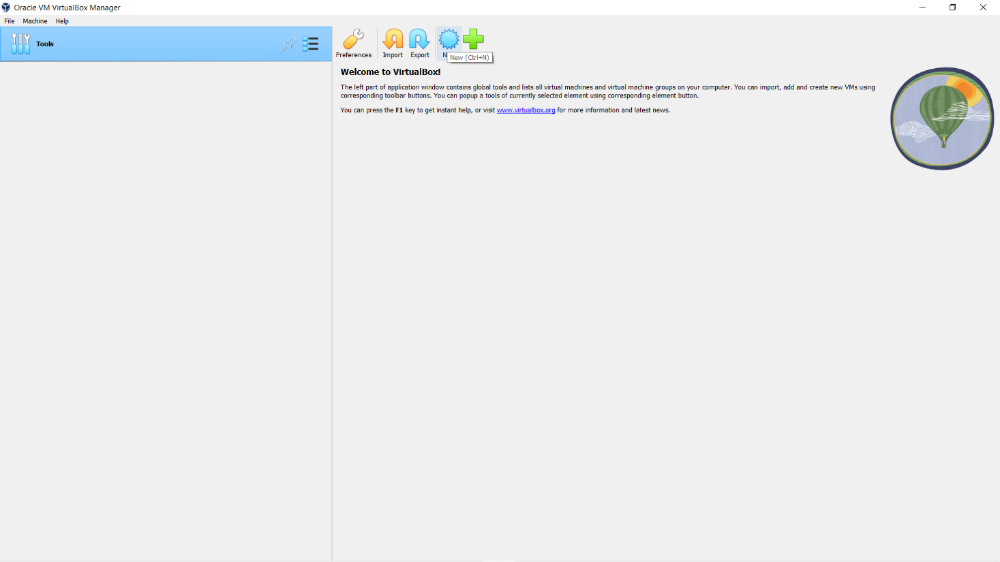 Oracle VM VirtualBox Manager
File Machine Help
Tools
Preferences Import Export
New (Ctrl+N)
Welcome to VirtualBox!
The left part of application window contains global tools and lists all virtual machines and virtual machine groups on your computer. You can import, add and create new VMs using
corresponding toolbar buttons. You can popup a tools of currently selected element using corresponding element button.
You can press the F1 key to get instant help, or visit www.virtualbox.org for more information and latest news.